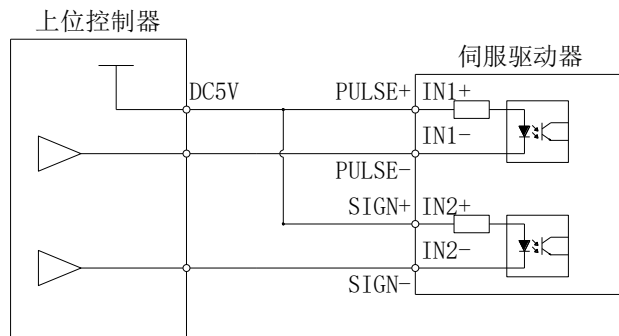 上位控制器
伺服驱动器
DC5V
PULSE+
IN1+
IN1-
PULSE-
SIGN+
IN2+
IN2-
SIGN-